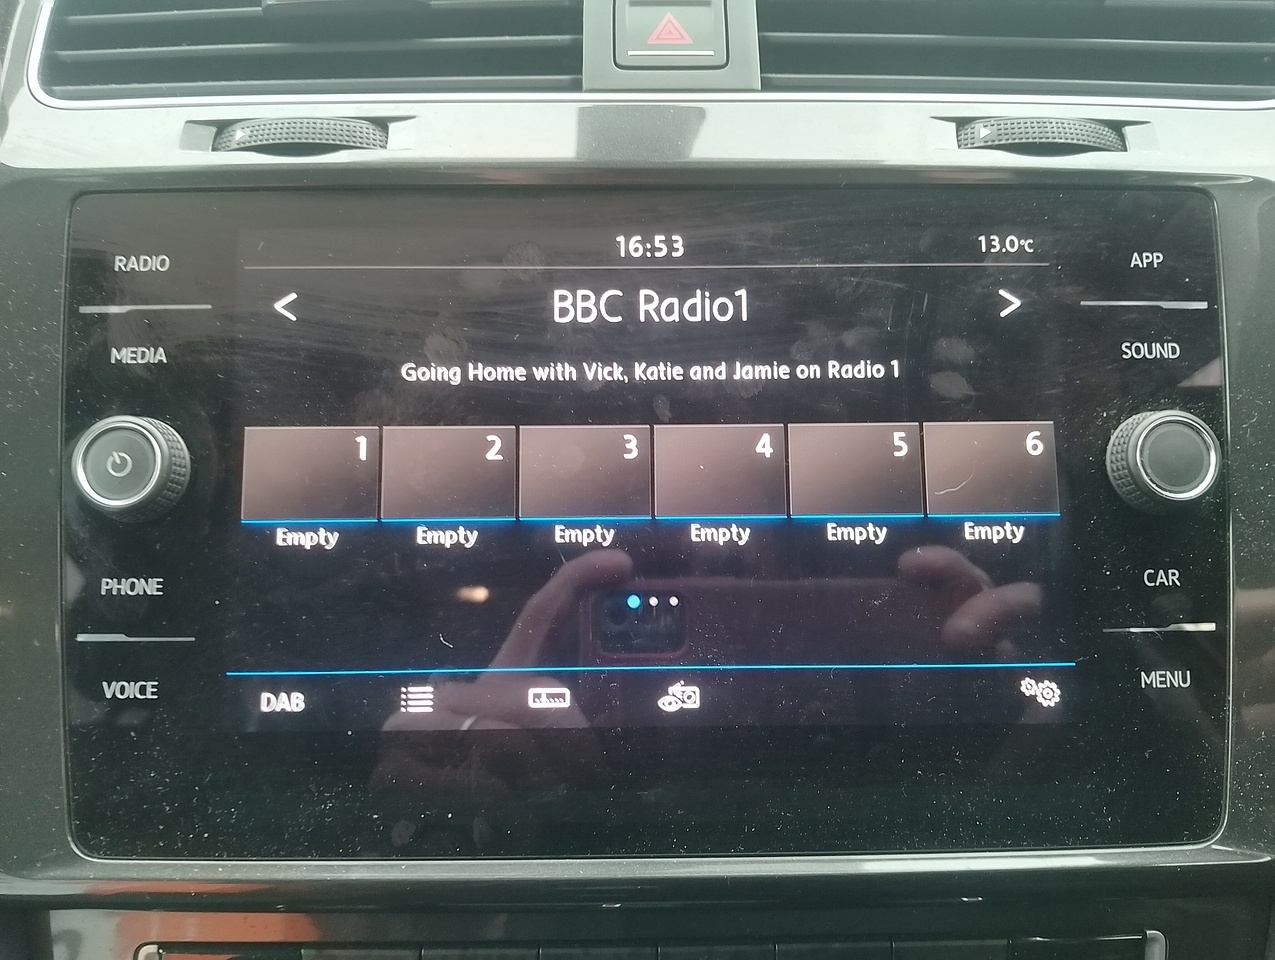 16:53 13.0°C
RADIO APP
< BBC Radio1 >
MEDIA SOUND
Going Home with Vick, Katie and Jamie on Radio 1
1 2 3 4 5 6
Empty Empty Empty Empty Empty Empty
PHONE CAR
VOICE DAB MENU